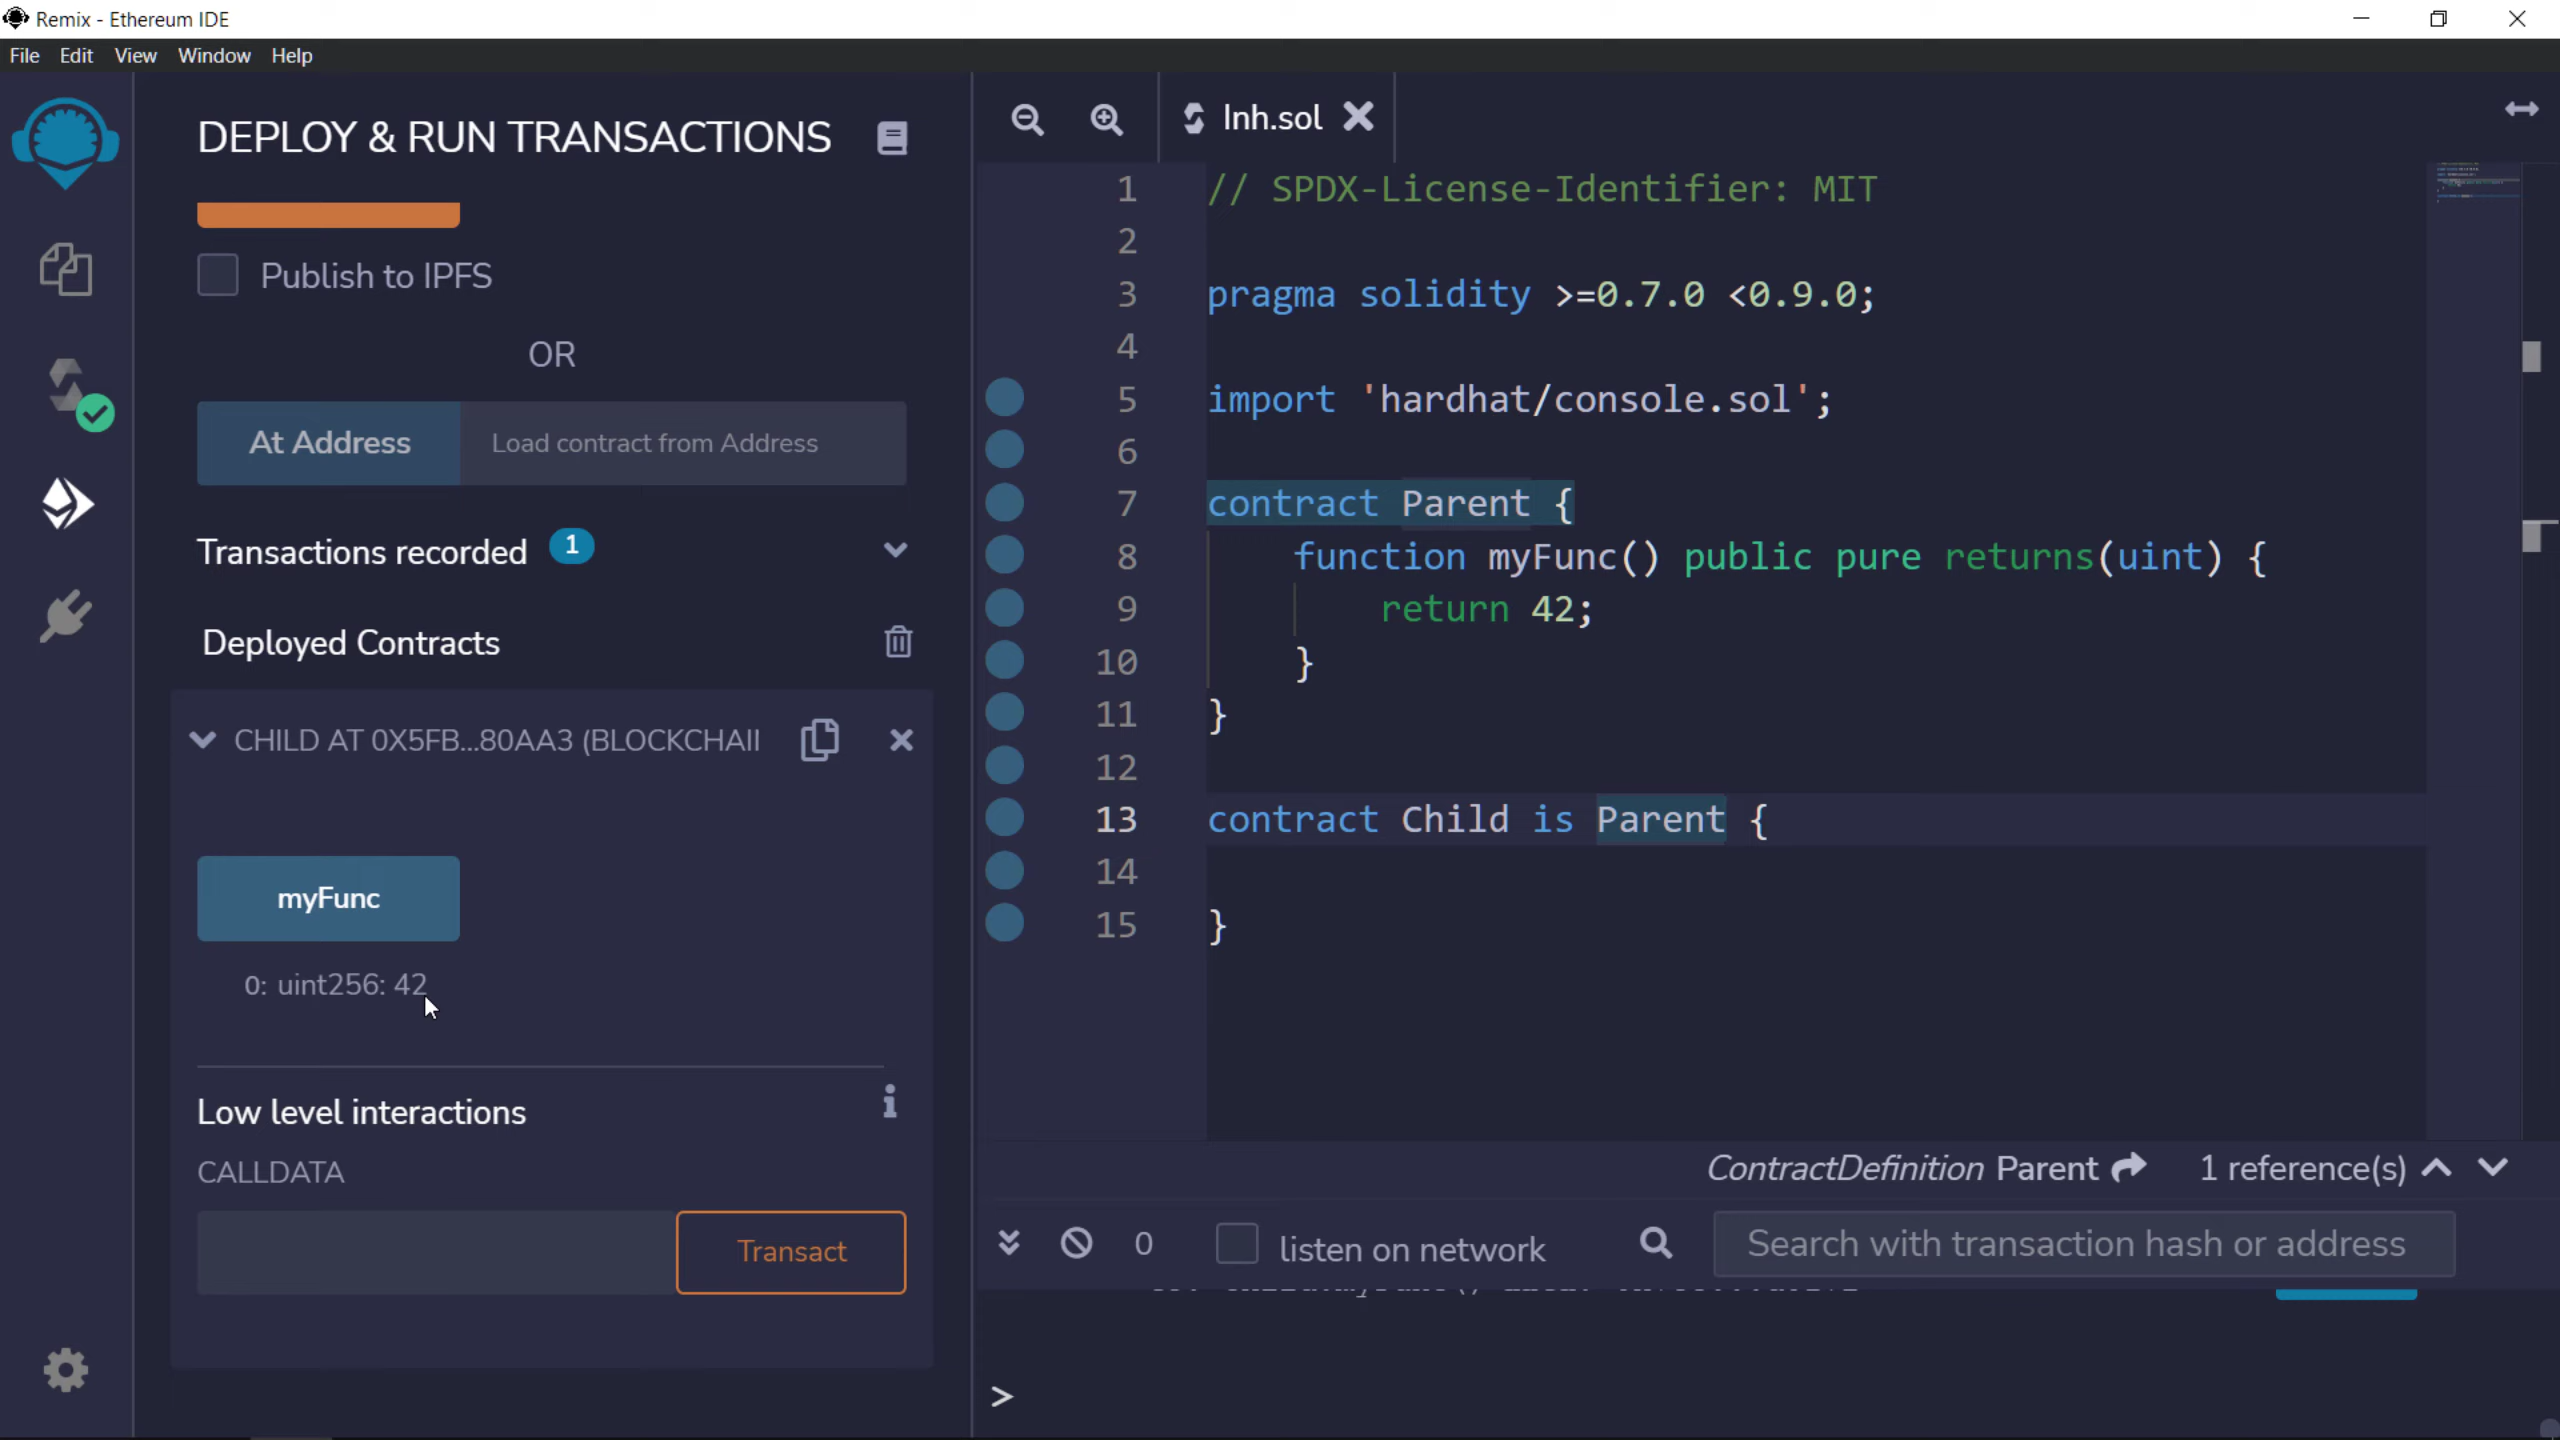 Remix - Ethereum IDE
File Edit View Window Help
DEPLOY & RUN TRANSACTIONS
Publish to IPFS
OR
At Address Load contract from Address
Transactions recorded 1
Deployed Contracts
CHILD AT 0X5FB...80AA3 (BLOCKCHAI
myFunc
0: uint256: 42
Low level interactions
CALLDATA
Transact
Inh.sol
1 // SPDX-License-Identifier: MIT
2
3 pragma solidity >=0.7.0 <0.9.0;
4
5 import 'hardhat/console.sol';
6
7 contract Parent {
8 function myFunc() public pure returns(uint) {
9 return 42;
10 }
11 }
12
13 contract Child is Parent {
14
15 }
ContractDefinition Parent 1 reference(s)
0 listen on network Search with transaction hash or address
>